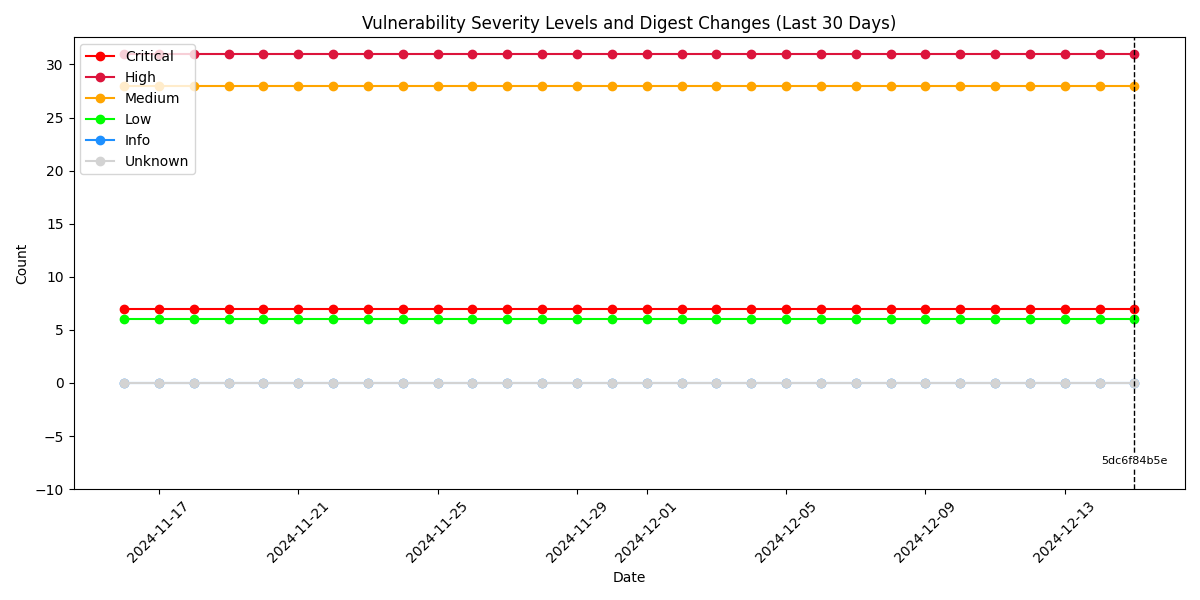 Vulnerability Severity Levels and Digest Changes (Last 30 Days)
Critical
High
Medium
Low
Info
Unknown
30
25
20
15
10
5
0
−5
−10
Count
5dc6f84b5e
2024-11-17
2024-11-21
2024-11-25
2024-11-29
2024-12-01
2024-12-05
2024-12-09
2024-12-13
Date